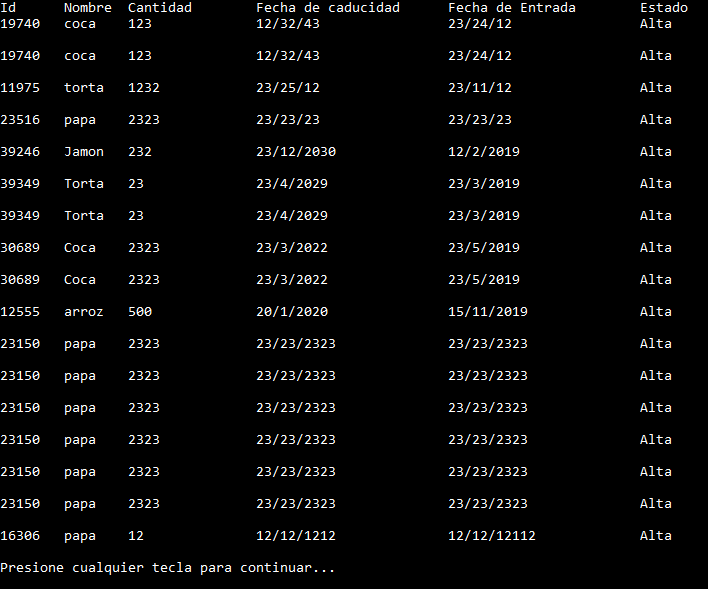 Id Nombre Cantidad Fecha de caducidad Fecha de Entrada Estado
19740 coca 123 12/32/43 23/24/12 Alta
19740 coca 123 12/32/43 23/24/12 Alta
11975 torta 1232 23/25/12 23/11/12 Alta
23516 papa 2323 23/23/23 23/23/23 Alta
39246 Jamon 232 23/12/2030 12/2/2019 Alta
39349 Torta 23 23/4/2029 23/3/2019 Alta
39349 Torta 23 23/4/2029 23/3/2019 Alta
30689 Coca 2323 23/3/2022 23/5/2019 Alta
30689 Coca 2323 23/3/2022 23/5/2019 Alta
12555 arroz 500 20/1/2020 15/11/2019 Alta
23150 papa 2323 23/23/2323 23/23/2323 Alta
23150 papa 2323 23/23/2323 23/23/2323 Alta
23150 papa 2323 23/23/2323 23/23/2323 Alta
23150 papa 2323 23/23/2323 23/23/2323 Alta
23150 papa 2323 23/23/2323 23/23/2323 Alta
23150 papa 2323 23/23/2323 23/23/2323 Alta
16306 papa 12 12/12/1212 12/12/12112 Alta
Presione cualquier tecla para continuar...